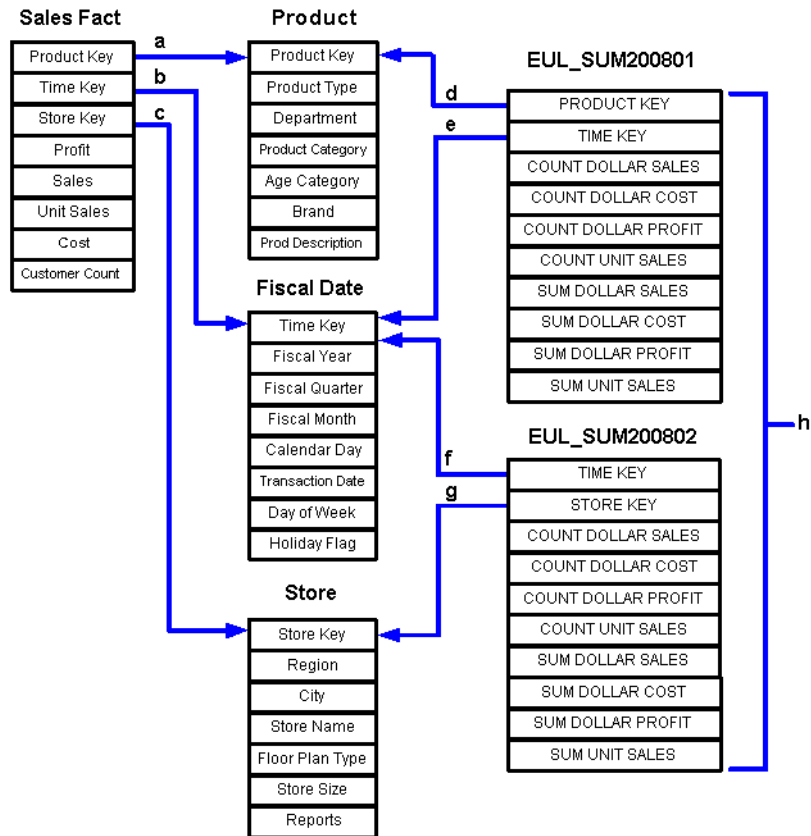 Sales Fact
Product Key
Time Key
Store Key
Profit
Sales
Unit Sales
Cost
Customer Count
a
b
c
Product
Product Key
Product Type
Department
Product Category
Age Category
Brand
Prod Description
Fiscal Date
Time Key
Fiscal Year
Fiscal Quarter
Fiscal Month
Calendar Day
Transaction Date
Day of Week
Holiday Flag
Store
Store Key
Region
City
Store Name
Floor Plan Type
Store Size
Reports
d
e
f
g
EUL_SUM200801
PRODUCT KEY
TIME KEY
COUNT DOLLAR SALES
COUNT DOLLAR COST
COUNT DOLLAR PROFIT
COUNT UNIT SALES
SUM DOLLAR SALES
SUM DOLLAR COST
SUM DOLLAR PROFIT
SUM UNIT SALES
EUL_SUM200802
TIME KEY
STORE KEY
COUNT DOLLAR SALES
COUNT DOLLAR COST
COUNT DOLLAR PROFIT
COUNT UNIT SALES
SUM DOLLAR SALES
SUM DOLLAR COST
SUM DOLLAR PROFIT
SUM UNIT SALES
h